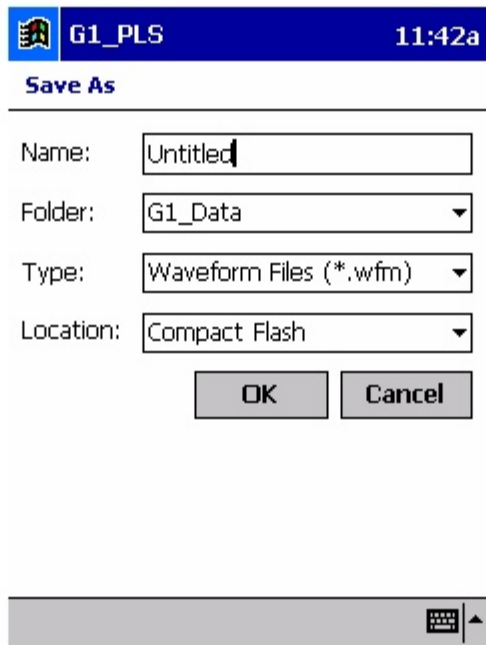 G1_PLS 11:42a
Save As
Name: Untitled
Folder: G1_Data
Type: Waveform Files (*.wfm)
Location: Compact Flash
OK Cancel